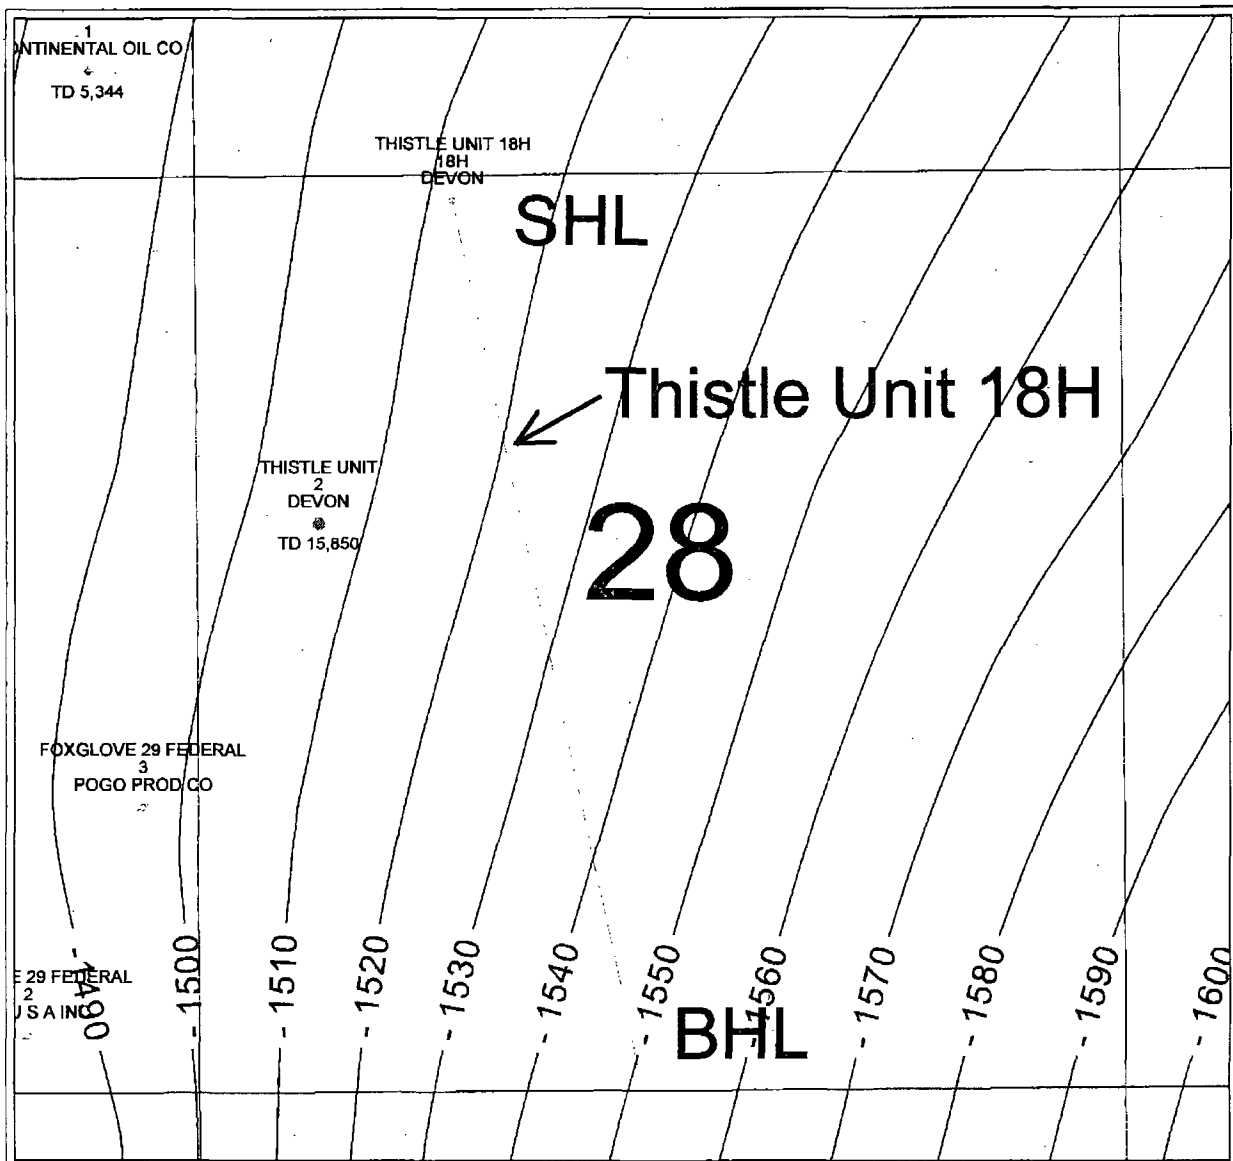 1
NTINENTAL OIL CO
TD 5,344
THISTLE UNIT 18H
18H
DEVON
SHL
Thistle Unit 18H
THISTLE UNIT
2
DEVON
TD 15,850
28
FOXGLOVE 29 FEDERAL
3
POGO PROD CO
E 29 FEDERAL
2
U S A INC
- 1490
- 1500
- 1510
- 1520
- 1530
- 1540
- 1550
- 1560
- 1570
- 1580
- 1590
- 1600
BHL